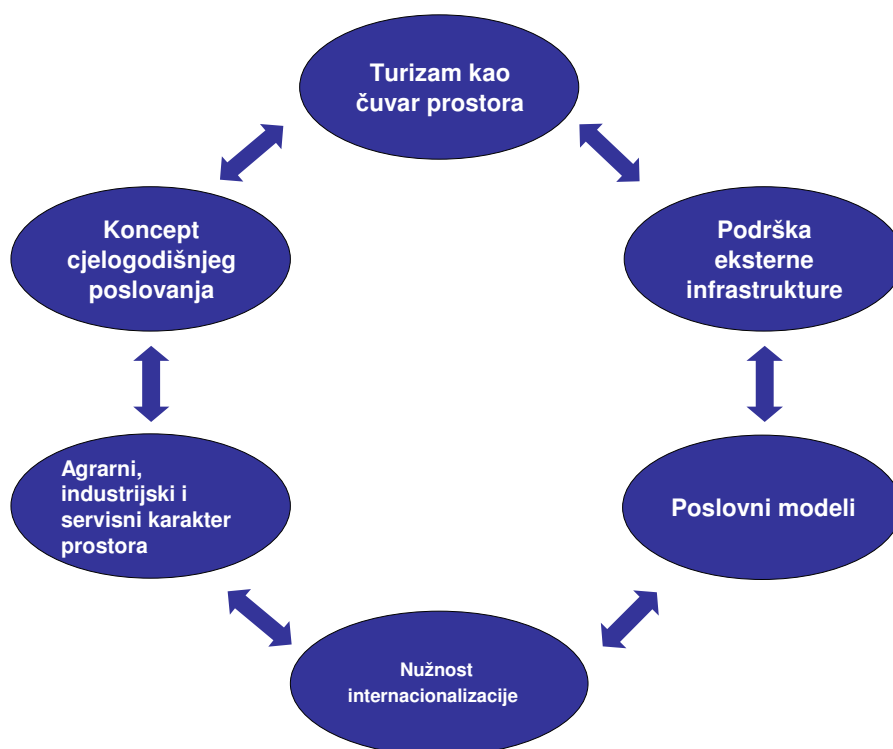 Turizam kao
čuvar prostora
Koncept
cjelogodišnjeg
poslovanja
Podrška
eksterne
infrastrukture
Agrarni,
industrijski i
servisni karakter
prostora
Poslovni modeli
Nužnost
internacionalizacije